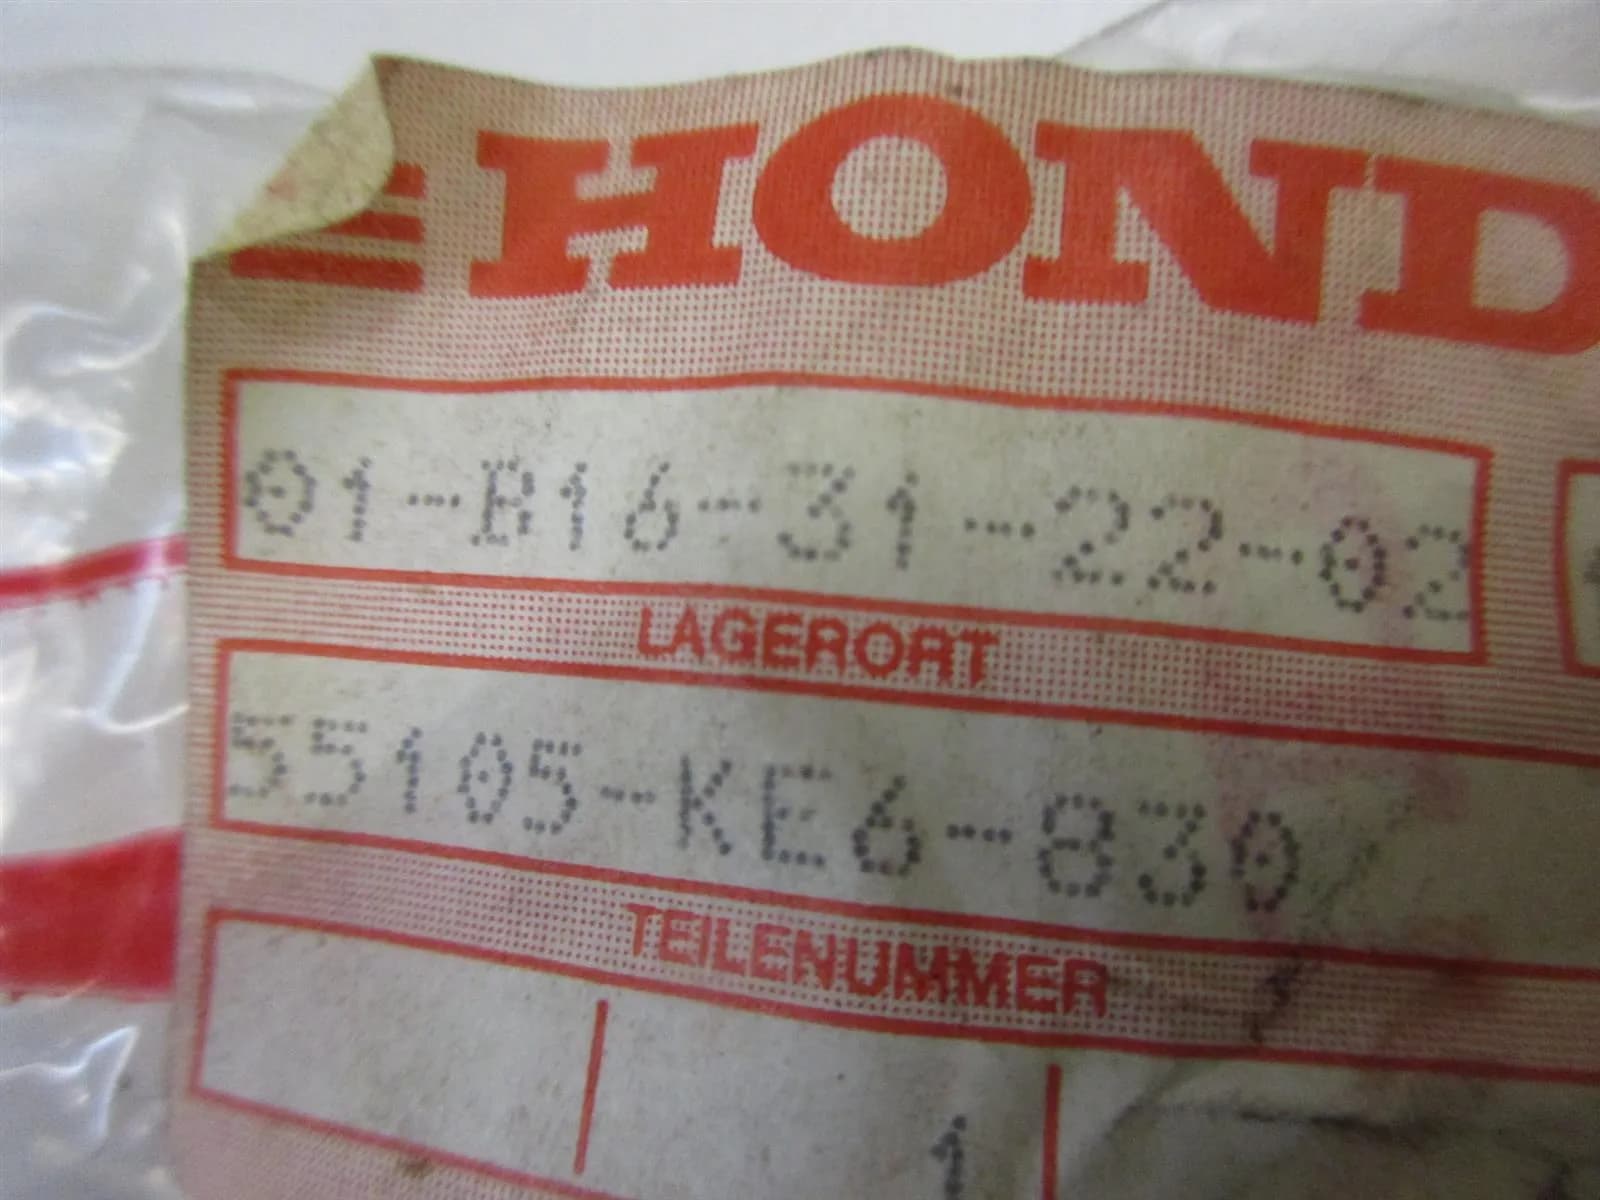 HOND
01-B16-31-22-02
LAGERORT
55105-KE6-830
TEILENUMMER
1